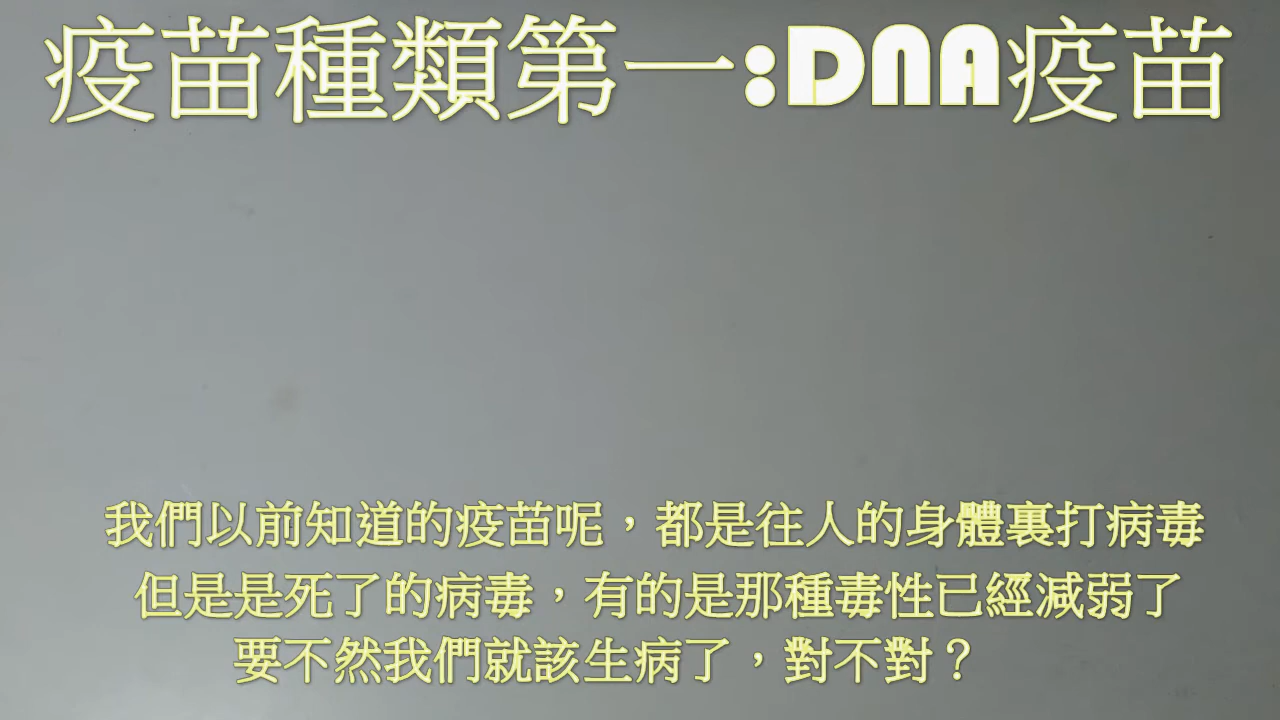 疫苗種類第一:DNA疫苗
我們以前知道的疫苗呢，都是往人的身體裏打病毒
但是是死了的病毒，有的是那種毒性已經減弱了
要不然我們就該生病了，對不對？